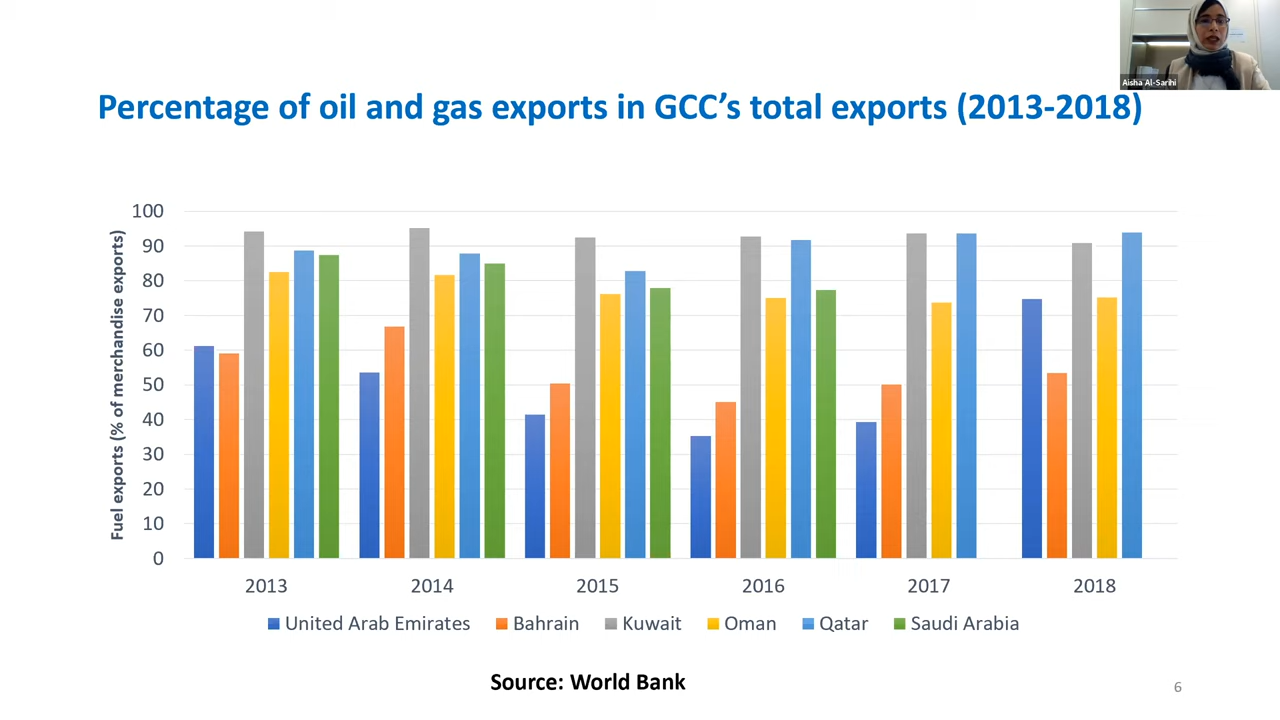 Aisha Al-Sarihi
Percentage of oil and gas exports in GCC’s total exports (2013-2018)
Fuel exports (% of merchandise exports)
100
90
80
70
60
50
40
30
20
10
0
2013 2014 2015 2016 2017 2018
United Arab Emirates Bahrain Kuwait Oman Qatar Saudi Arabia
Source: World Bank
6